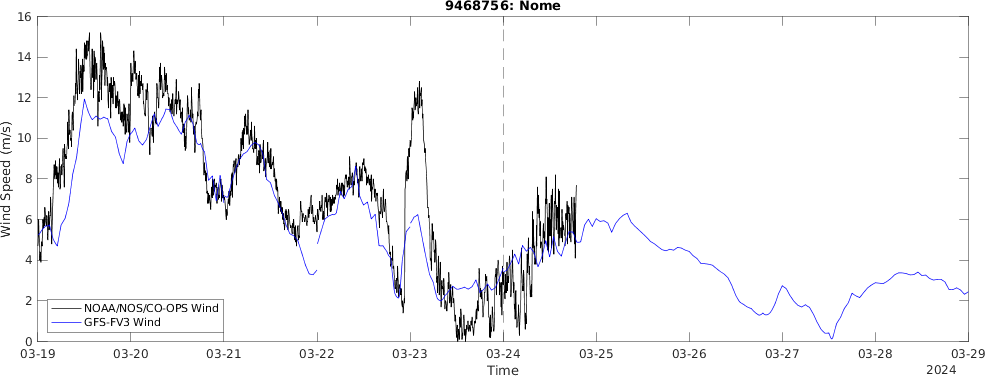 9468756: Nome
Wind Speed (m/s)
16
14
12
10
8
6
4
2
0
NOAA/NOS/CO-OPS Wind
GFS-FV3 Wind
03-19 03-20 03-21 03-22 03-23 03-24 03-25 03-26 03-27 03-28 03-29
Time
2024